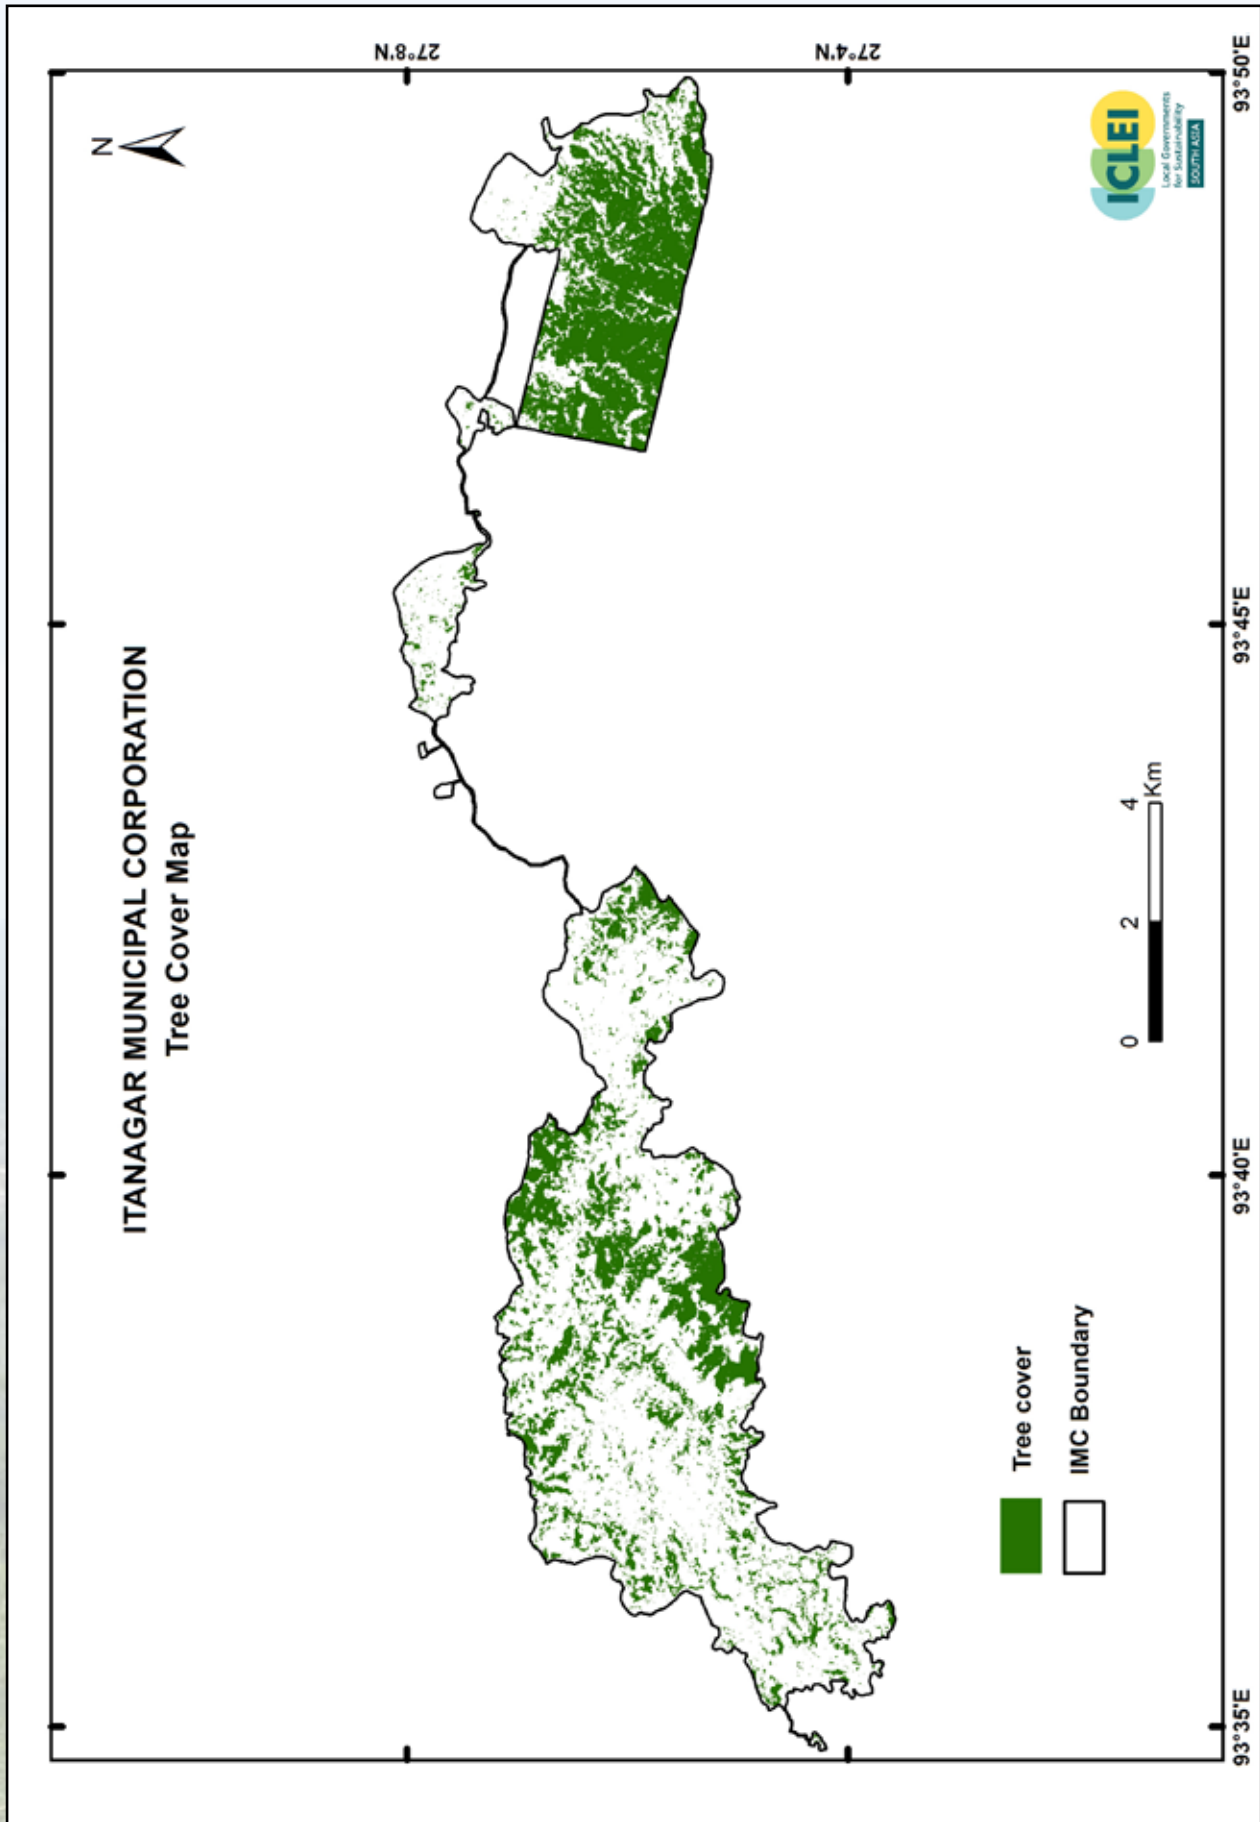 ITANAGAR MUNICIPAL CORPORATION
Tree Cover Map
N
27°8'N
27°4'N
93°35'E
93°40'E
93°45'E
93°50'E
Tree cover
IMC Boundary
0 2 4
Km
ICLEI
Local Governments
for Sustainability
SOUTH ASIA